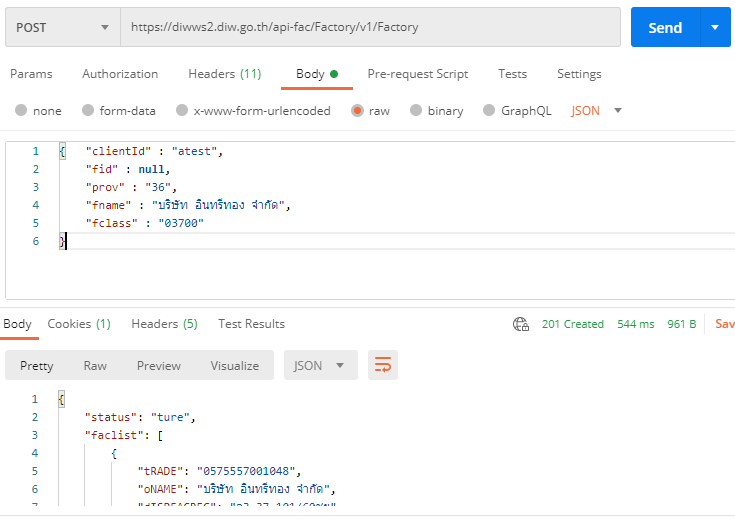 POST https://diwws2.diw.go.th/api-fac/Factory/v1/Factory Send
Params Authorization Headers (11) Body Pre-request Script Tests Settings
none form-data x-www-form-urlencoded raw binary GraphQL JSON
1 { "clientId" : "atest",
2 "fid" : null,
3 "prov" : "36",
4 "fname" : "บริษัท อินทรีทอง จำกัด",
5 "fclass" : "03700"
6 }
Body Cookies (1) Headers (5) Test Results 201 Created 544 ms 961 B Sav
Pretty Raw Preview Visualize JSON
1 {
2 "status": "ture",
3 "faclist": [
4 {
5 "tRADE": "0575557001048",
6 "oNAME": "บริษัท อินทรีทอง จำกัด",
7